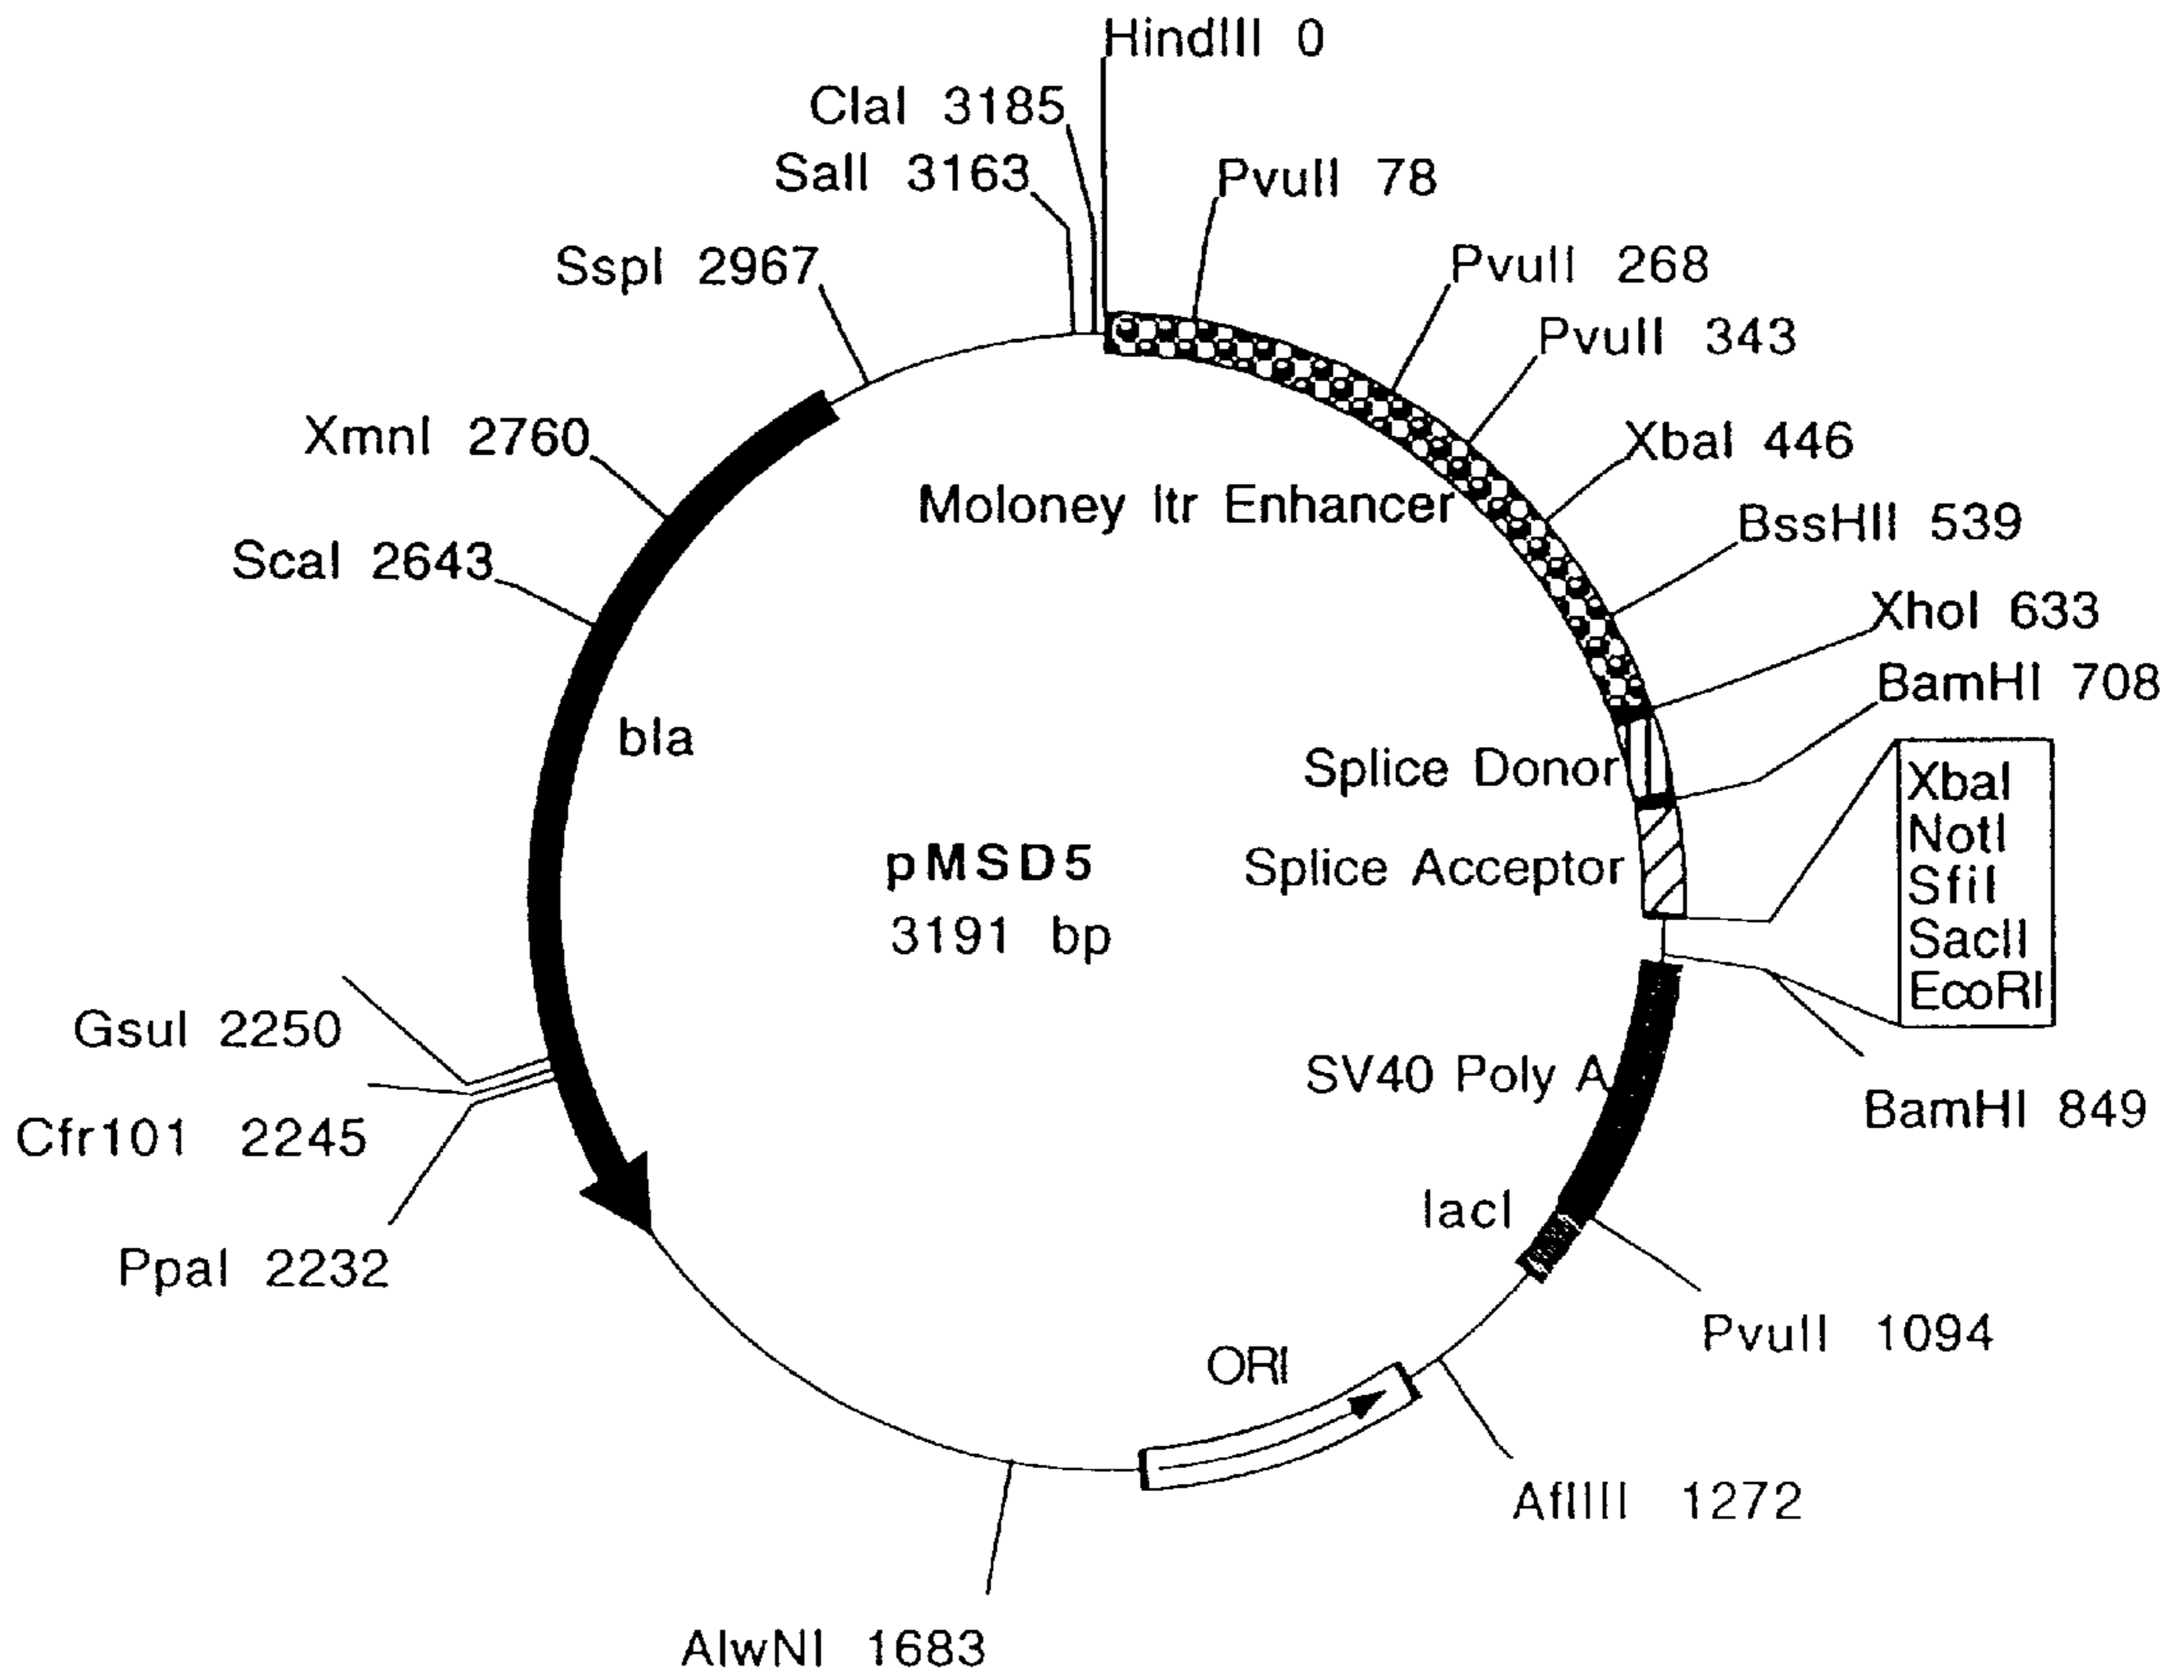 HindIII 0
ClaI 3185
SalI 3163
PvuII 78
SspI 2967
PvuII 268
PvuII 343
XmnI 2760
XbaI 446
Moloney ltr Enhancer
BssHII 539
ScaI 2643
XhoI 633
BamHI 708
bla
Splice Donor
XbaI
NotI
SfiI
SacII
EcoRI
pMSD5
3191 bp
Splice Acceptor
GsuI 2250
SV40 Poly A
BamHI 849
Cfr101 2245
lacI
PpaI 2232
PvuII 1094
ORI
AflIII 1272
AlwNI 1683